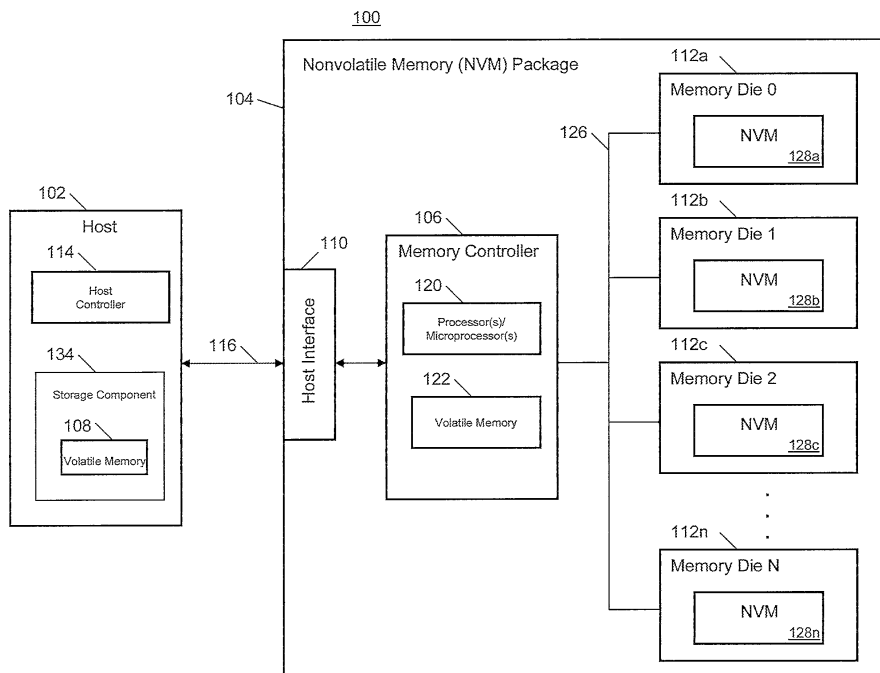 100
Nonvolatile Memory (NVM) Package
104
102
Host
114
Host
Controller
134
Storage Component
108
Volatile Memory
116
110
Host Interface
106
Memory Controller
120
Processor(s)/
Microprocessor(s)
122
Volatile Memory
126
112a
Memory Die 0
NVM
128a
112b
Memory Die 1
NVM
128b
112c
Memory Die 2
NVM
128c
112n
Memory Die N
NVM
128n